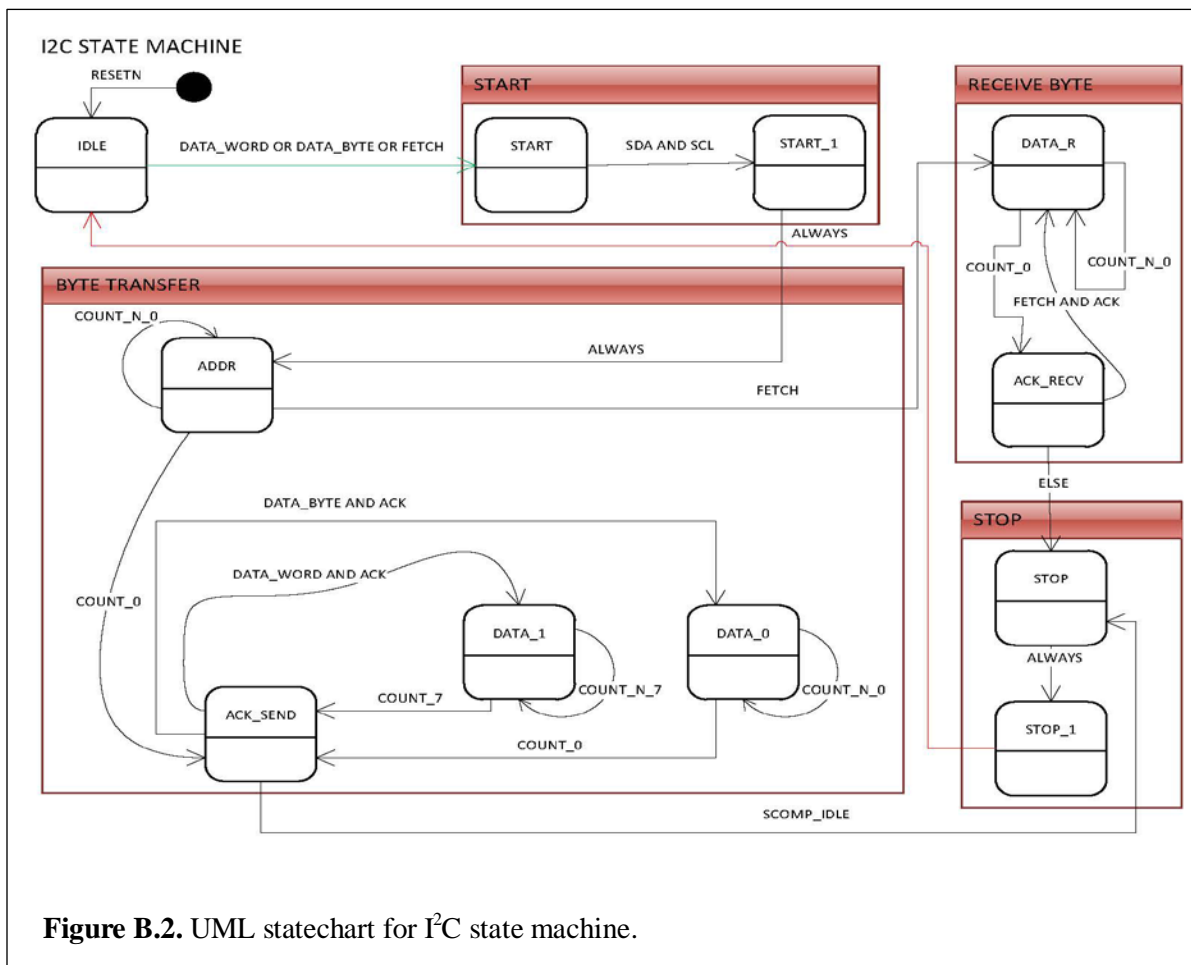 I2C STATE MACHINE
RESETN
IDLE
DATA_WORD OR DATA_BYTE OR FETCH
START
START
SDA AND SCL
START_1
ALWAYS
RECEIVE BYTE
DATA_R
COUNT_0
COUNT_N_0
FETCH AND ACK
ACK_RECV
ELSE
BYTE TRANSFER
COUNT_N_0
ADDR
ALWAYS
FETCH
COUNT_0
DATA_BYTE AND ACK
DATA_WORD AND ACK
DATA_1
COUNT_N_7
DATA_0
COUNT_N_0
COUNT_7
ACK_SEND
COUNT_0
SCOMP_IDLE
STOP
STOP
ALWAYS
STOP_1
Figure B.2. UML statechart for I²C state machine.